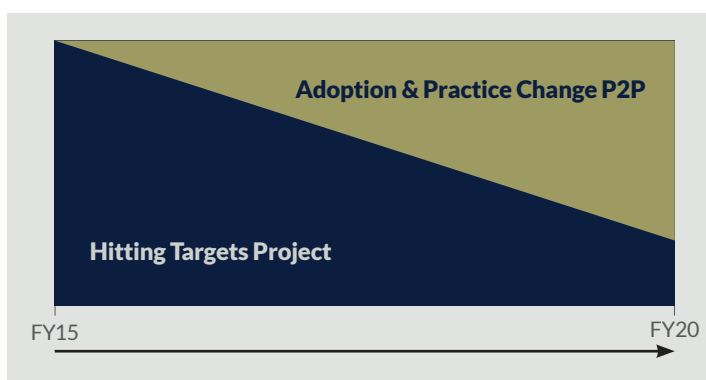 Adoption & Practice Change P2P
Hitting Targets Project
FY15
FY20